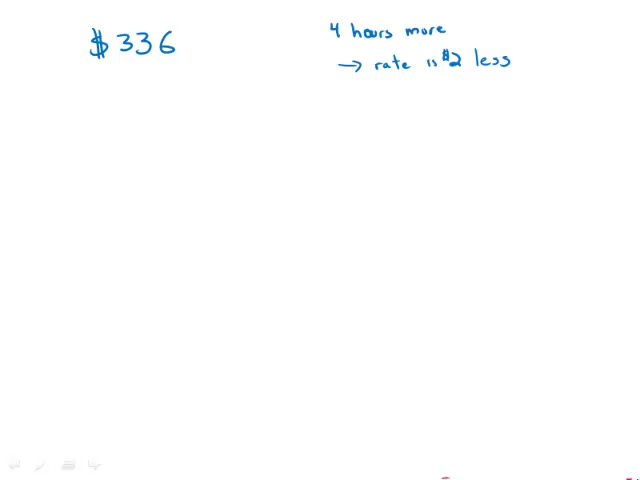 $336
4 hours more
→ rate is $2 less